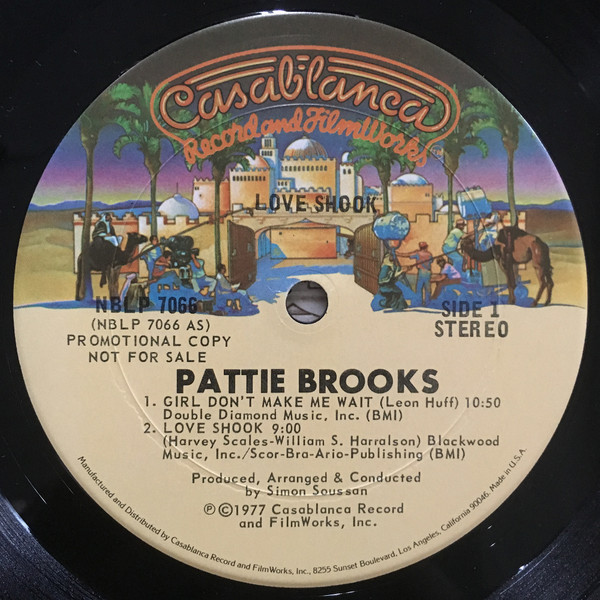 Casablanca
Record and FilmWorks
LOVE SHOOK
NBLP 7066
(NBLP 7066 AS)
PROMOTIONAL COPY
NOT FOR SALE
SIDE 1
STEREO
PATTIE BROOKS
1. GIRL DON'T MAKE ME WAIT (Leon Huff) 10:50
Double Diamond Music, Inc. (BMI)
2. LOVE SHOOK 9:00
(Harvey Scales-William S. Harralson) Blackwood
Music, Inc./Scor-Bra-Ario-Publishing (BMI)
Produced, Arranged & Conducted
by Simon Soussan
℗©1977 Casablanca Record
and FilmWorks, Inc.
Manufactured and Distributed by Casablanca Record and FilmWorks, Inc., 8255 Sunset Boulevard, Los Angeles, California 90046. Made in U.S.A.